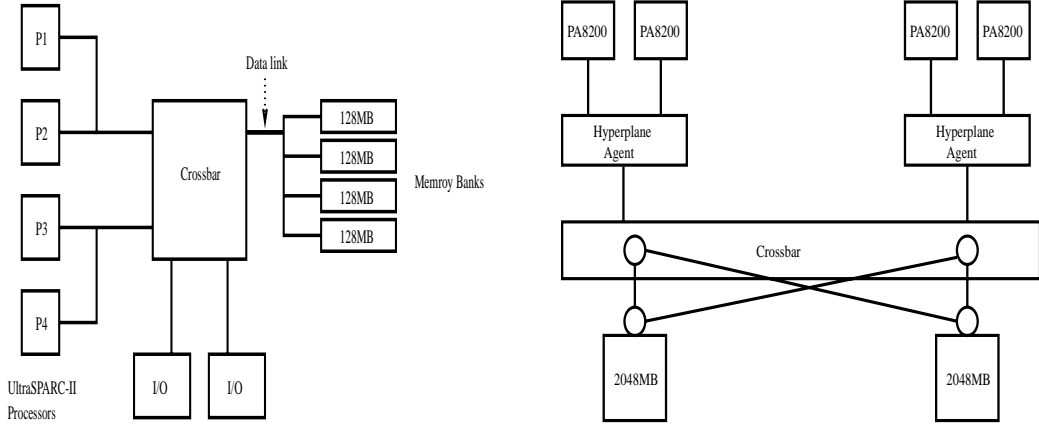 P1
P2
P3
P4
UltraSPARC-II
Processors
Crossbar
I/O
I/O
Data link
128MB
128MB
128MB
128MB
Memroy Banks
PA8200
PA8200
PA8200
PA8200
Hyperplane
Agent
Hyperplane
Agent
Crossbar
2048MB
2048MB